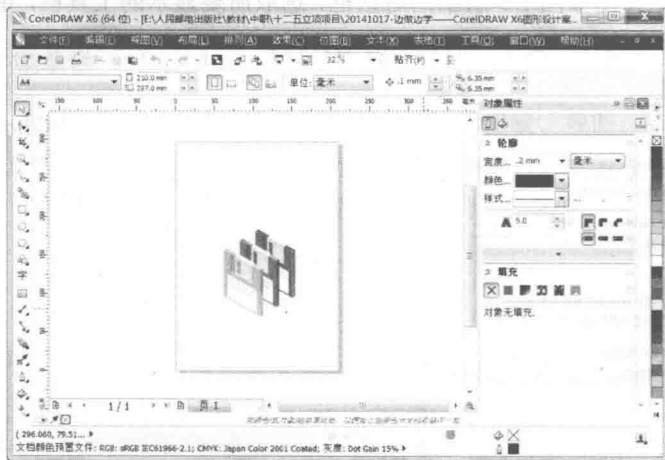 CorelDRAW X6 (64 位) - [E:\人民邮电出版社\教材\中职\十二五立项项目\20141017-边做边学——CorelDRAW X6图形设计案...
文件(F) 编辑(E) 视图(V) 布局(L) 排列(A) 效果(C) 位图(B) 文本(X) 表格(T) 工具(O) 窗口(W) 帮助(H)
32% 贴齐(P)
A4 210.0 mm 297.0 mm 单位: 毫米 .1 mm 6.35 mm 6.35 mm
对象属性
轮廓
宽度... .2 mm 毫米
颜色...
样式...
5.0
填充
对象无填充.
1 / 1 页 1
( 296.060, 79.51...
文档颜色预置文件: RGB: sRGB IEC61966-2.1; CMYK: Japan Color 2001 Coated; 灰度: Dot Gain 15%